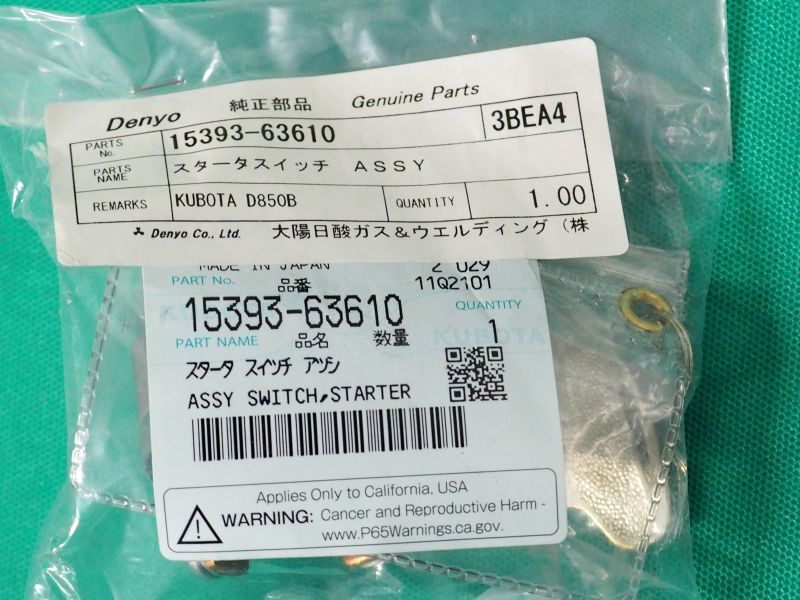 Denyo 純正部品 Genuine Parts
PARTS No. 15393-63610 3BEA4
PARTS NAME スタータスイッチ ASSY
REMARKS KUBOTA D850B QUANTITY 1.00
Denyo Co., Ltd. 大陽日酸ガス&ウエルディング (株
MADE IN JAPAN 2 029
PART No. 品番 11Q2101
15393-63610 QUANTITY
PART NAME 品名 数量 1
スタータ スイツチ アツシ
ASSY SWITCH,STARTER
KUBOTA
Applies Only to California, USA
WARNING: Cancer and Reproductive Harm -
www.P65Warnings.ca.gov.